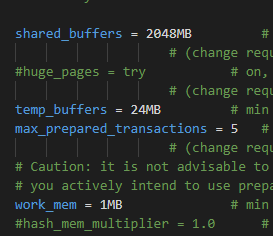 shared_buffers = 2048MB #
# (change requ
#huge_pages = try # on,
# (change requ
temp_buffers = 24MB # min
max_prepared_transactions = 5 #
# (change requ
# Caution: it is not advisable to
# you actively intend to use prepa
work_mem = 1MB # min
#hash_mem_multiplier = 1.0 #